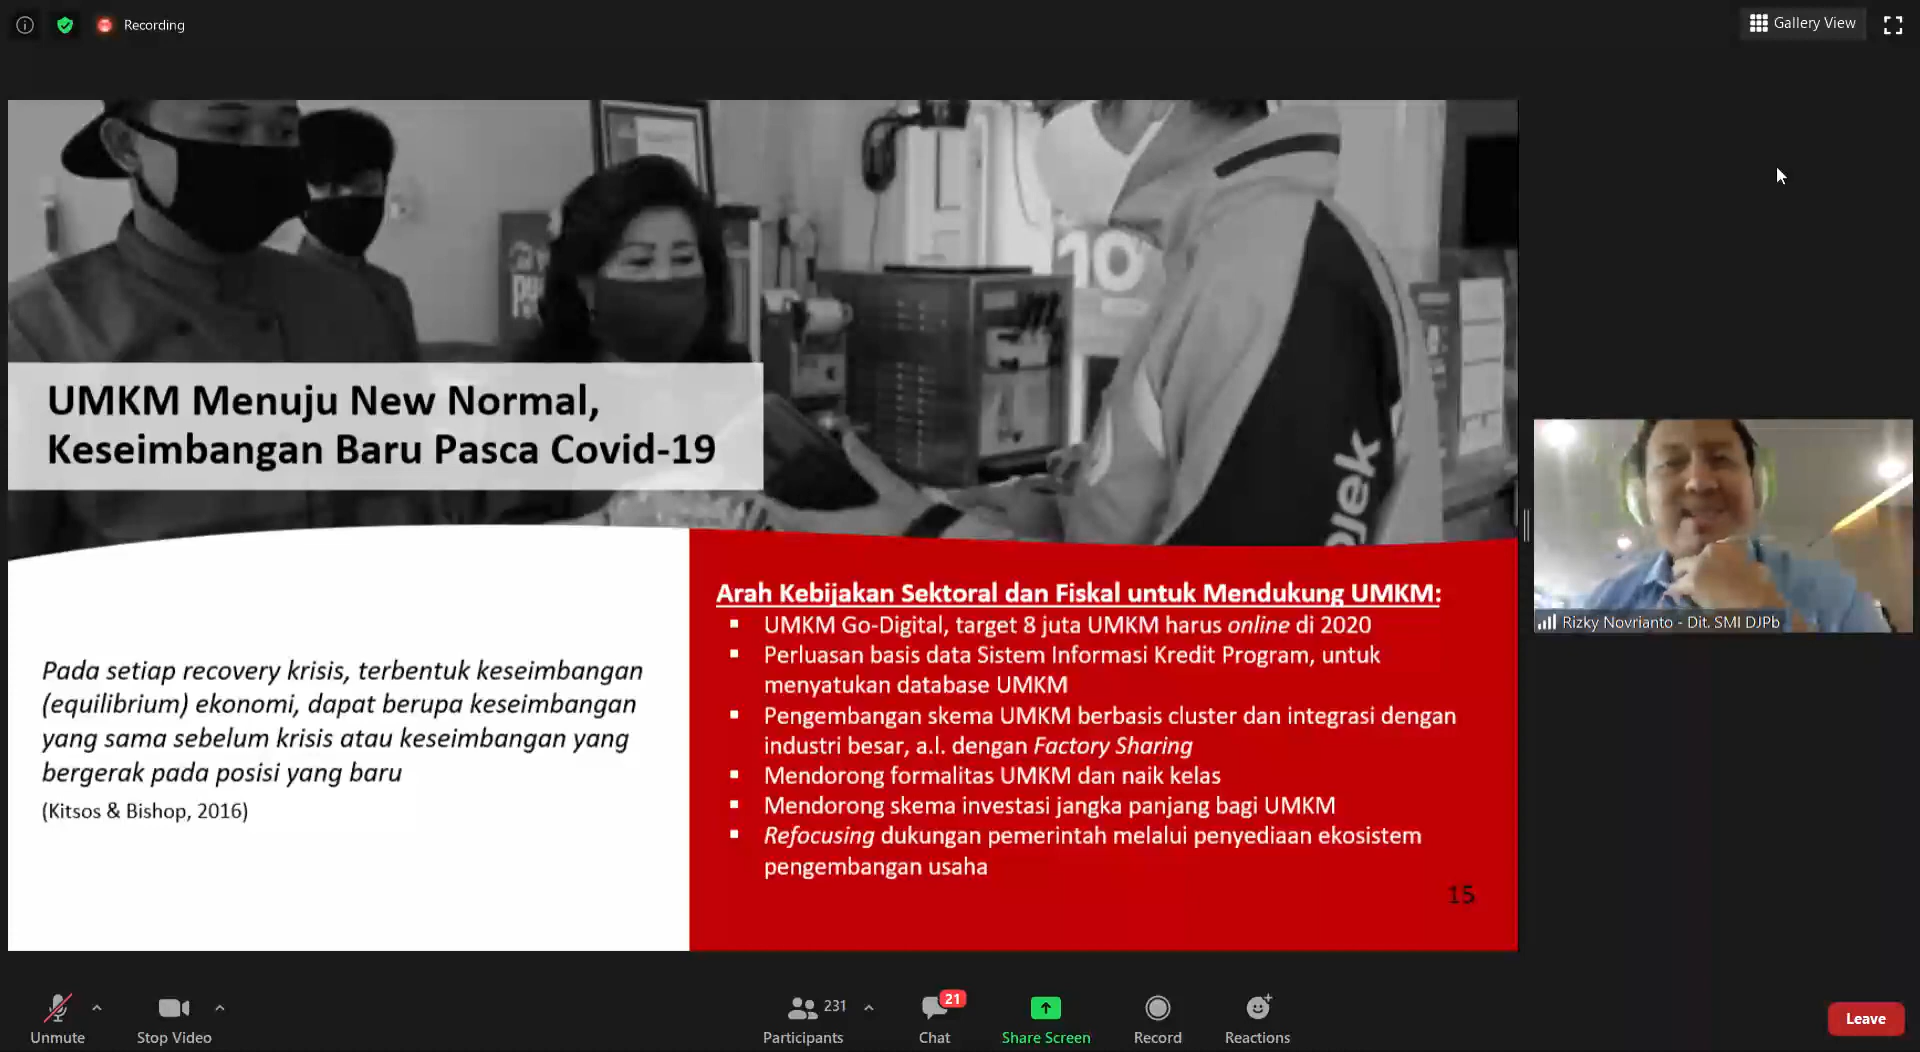 Recording
Gallery View
10
UMKM Menuju New Normal,
Keseimbangan Baru Pasca Covid-19
Pada setiap recovery krisis, terbentuk keseimbangan
(equilibrium) ekonomi, dapat berupa keseimbangan
yang sama sebelum krisis atau keseimbangan yang
bergerak pada posisi yang baru
(Kitsos & Bishop, 2016)
Arah Kebijakan Sektoral dan Fiskal untuk Mendukung UMKM:
▪ UMKM Go-Digital, target 8 juta UMKM harus online di 2020
▪ Perluasan basis data Sistem Informasi Kredit Program, untuk
menyatukan database UMKM
▪ Pengembangan skema UMKM berbasis cluster dan integrasi dengan
industri besar, a.l. dengan Factory Sharing
▪ Mendorong formalitas UMKM dan naik kelas
▪ Mendorong skema investasi jangka panjang bagi UMKM
▪ Refocusing dukungan pemerintah melalui penyediaan ekosistem
pengembangan usaha
15
Rizky Novrianto - Dit. SMI DJPb
Unmute
Stop Video
231
Participants
21
Chat
Share Screen
Record
Reactions
Leave